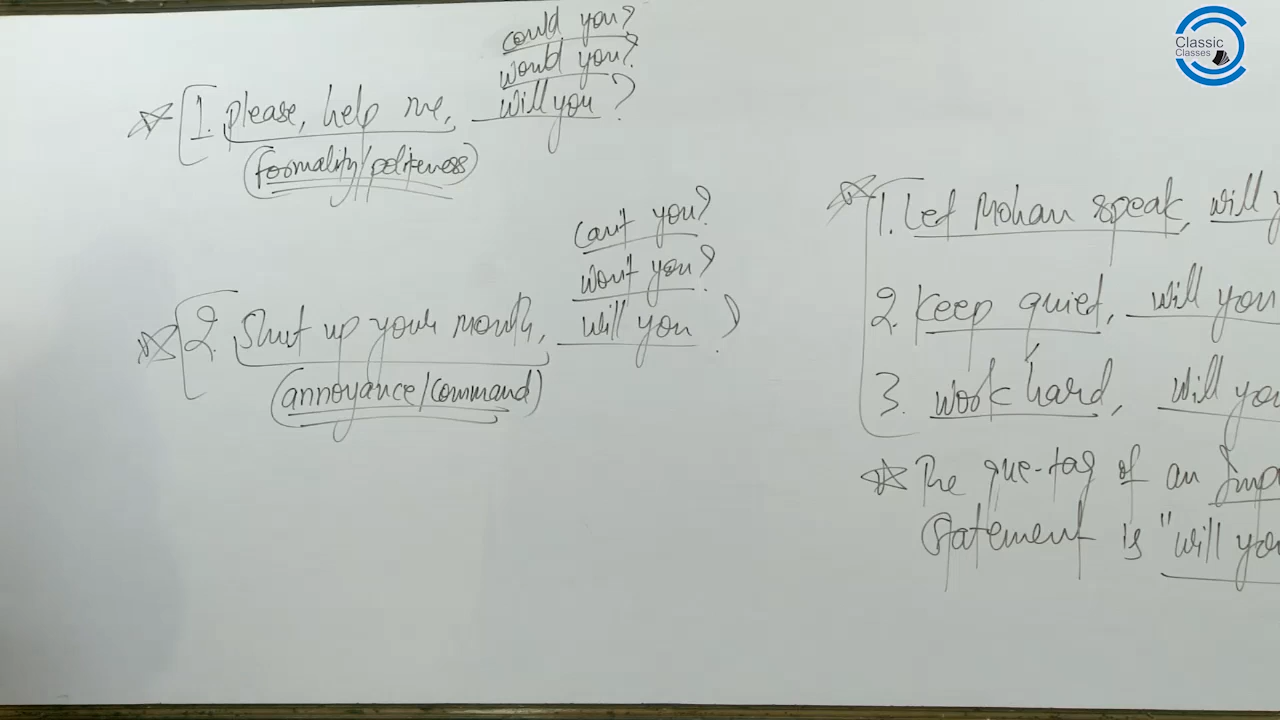 could you?
would you?
1. please, help me, will you?
(formality/politeness)
can't you?
won't you?
2. Shut up your mouth, will you?
(annoyance/command)
Classic
Classes
1. Let Mohan speak, will y
2. Keep quiet, will you
3. work hard, will you
The que-tag of an Imp
statement is "will you